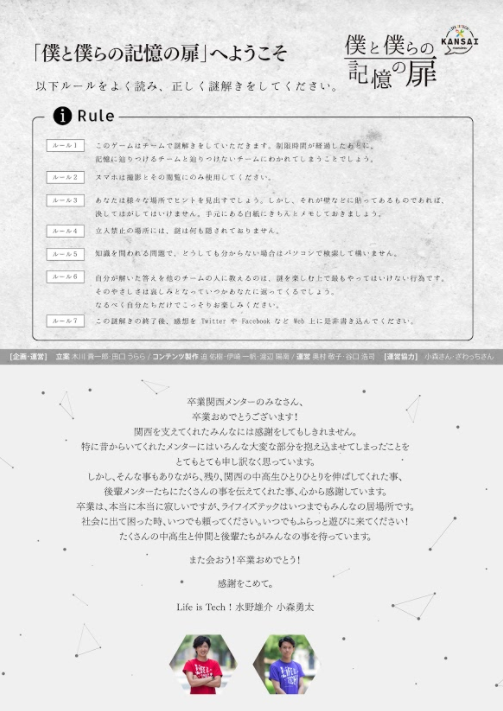 「僕と僕らの記憶の扉」へようこそ
僕と僕らの
記憶の扉
KANSAI
以下ルールをよく読み、正しく謎解きをしてください。
i Rule
ルール1 このゲームはチームで謎解きをしていただきます。制限時間が経過したあとに、
記憶に辿りつけるチームと辿りつけないチームにわかれてしまうことでしょう。
ルール2 スマホは撮影とその閲覧にのみ使用してください。
ルール3 あなたは様々な場所でヒントを見出すでしょう。しかし、それが壁などに貼ってあるものであれば、
決してはがしてはいけません。手元にある白紙にきちんとメモしておきましょう。
ルール4 立入禁止の場所には、謎は何も隠されておりません。
ルール5 知識を問われる問題で、どうしても分からない場合はパソコンで検索して構いません。
ルール6 自分が解いた答えを他のチームの人に教えるのは、謎を楽しむ上で最もやってはいけない行為です。
そのやさしさは哀しみとなっていつかあなたに返ってくるでしょう。
なるべく自分たちだけでこっそりお楽しみください。
ルール7 この謎解きの終了後、感想を Twitter や Facebook など Web 上に是非書き込んでください。
[企画・運営] 立案 木川 田口 うらら / コンテンツ製作 伊端 渡辺 / 運営 奥村 敬子・谷口 浩司 [運営協力] 小森さん・ざわっちさん
卒業関西メンターのみなさん、
卒業おめでとうございます！
関西を支えてくれたみんなには感謝をしてもしきれません。
特に昔からいてくれたメンターにはいろんな大変な部分を抱え込ませてしまったことを
とてもとても申し訳なく思っています。
しかし、そんな事もありながら、残り、関西の中高生ひとりひとりを伸ばしてくれた事、
後輩メンターたちにたくさんの事を伝えてくれた事、心から感謝しています。
卒業は、本当に本当に寂しいですが、ライフイズテックはいつまでもみんなの居場所です。
社会に出て困った時、いつでも頼ってください。いつでもふらっと遊びに来てください！
たくさんの中高生と仲間と後輩たちがみんなの事を待っています。
また会おう！卒業おめでとう！
感謝をこめて。
Life is Tech！水野雄介 小森勇太